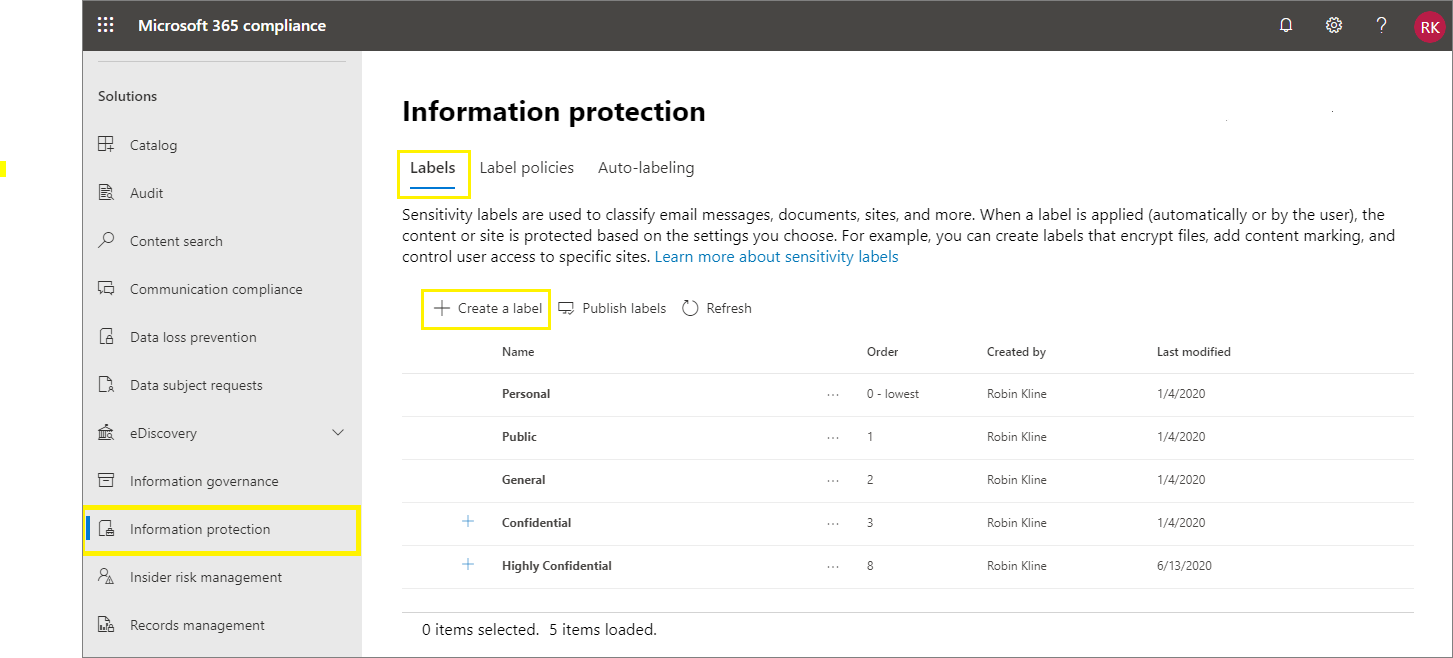 Microsoft 365 compliance
?
RK
Solutions
Catalog
Audit
Content search
Communication compliance
Data loss prevention
Data subject requests
eDiscovery
Information governance
Information protection
Insider risk management
Records management
Information protection
Labels Label policies Auto-labeling
Sensitivity labels are used to classify email messages, documents, sites, and more. When a label is applied (automatically or by the user), the
content or site is protected based on the settings you choose. For example, you can create labels that encrypt files, add content marking, and
control user access to specific sites. Learn more about sensitivity labels
+ Create a label Publish labels Refresh
Name Order Created by Last modified
Personal ... 0 - lowest Robin Kline 1/4/2020
Public ... 1 Robin Kline 1/4/2020
General ... 2 Robin Kline 1/4/2020
+ Confidential ... 3 Robin Kline 1/4/2020
+ Highly Confidential ... 8 Robin Kline 6/13/2020
0 items selected. 5 items loaded.